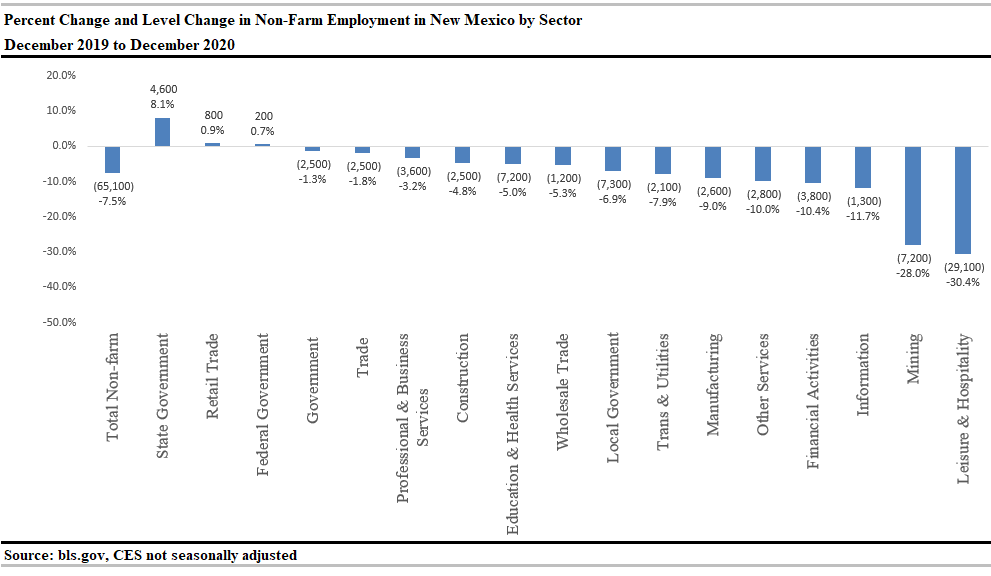 Percent Change and Level Change in Non-Farm Employment in New Mexico by Sector
December 2019 to December 2020
20.0%
10.0%
0.0%
-10.0%
-20.0%
-30.0%
-40.0%
-50.0%
(65,100)
-7.5%
4,600
8.1%
800
0.9%
200
0.7%
(2,500)
-1.3%
(2,500)
-1.8%
(3,600)
-3.2%
(2,500)
-4.8%
(7,200)
-5.0%
(1,200)
-5.3%
(7,300)
-6.9%
(2,100)
-7.9%
(2,600)
-9.0%
(2,800)
-10.0%
(3,800)
-10.4%
(1,300)
-11.7%
(7,200)
-28.0%
(29,100)
-30.4%
Total Non-farm
State Government
Retail Trade
Federal Government
Government
Trade
Professional & Business
Services
Construction
Education & Health Services
Wholesale Trade
Local Government
Trans & Utilities
Manufacturing
Other Services
Financial Activities
Information
Mining
Leisure & Hospitality
Source: bls.gov, CES not seasonally adjusted